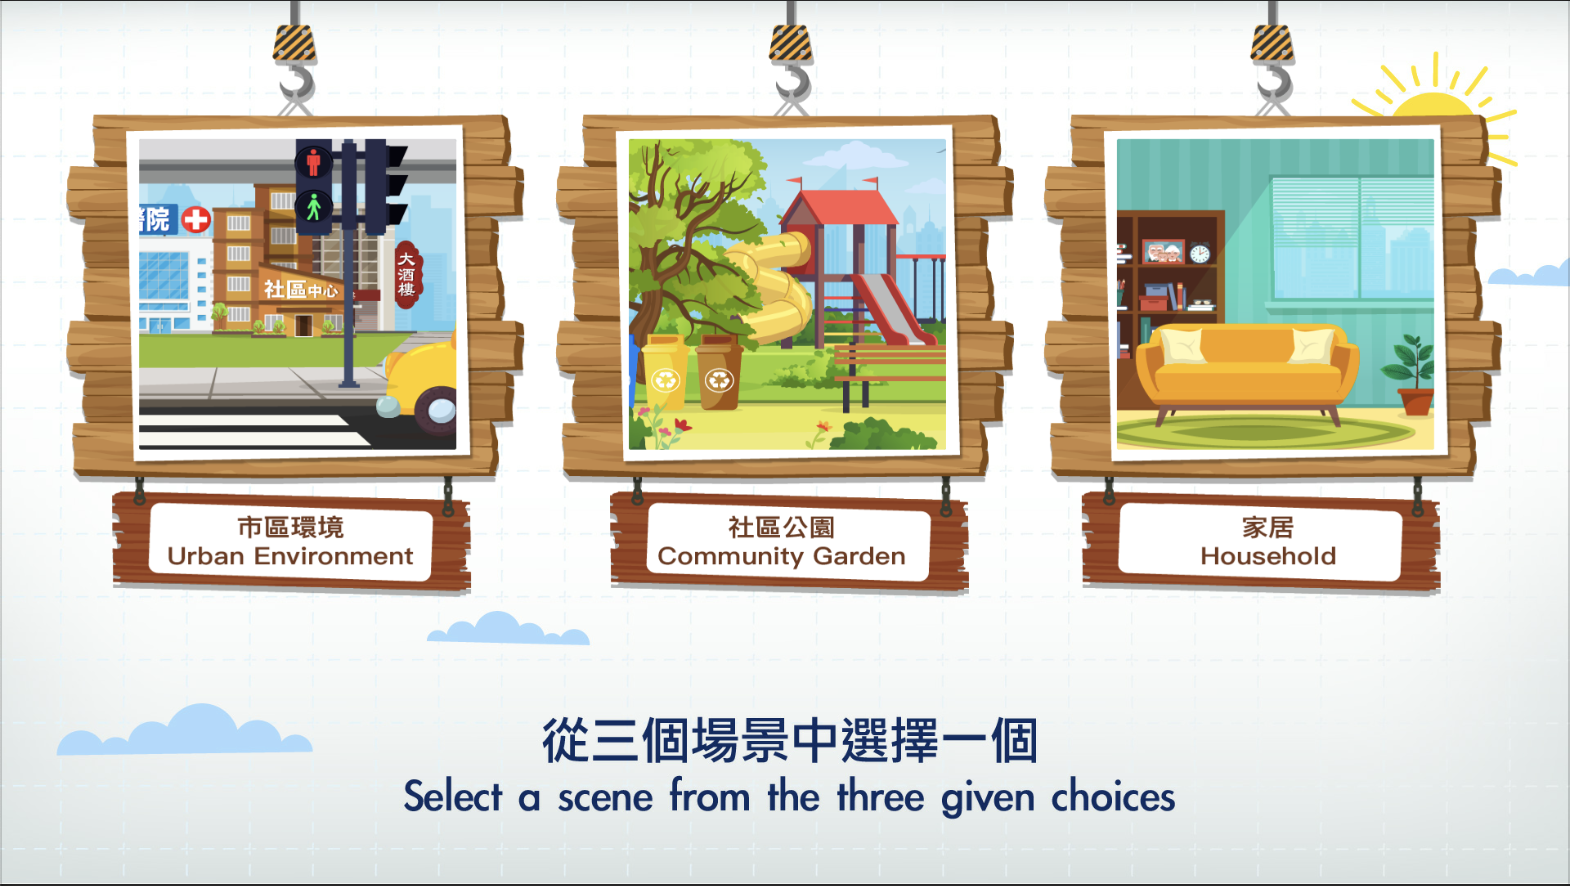 醫院
社區中心
大酒樓
市區環境
Urban Environment
社區公園
Community Garden
家居
Household
從三個場景中選擇一個
Select a scene from the three given choices